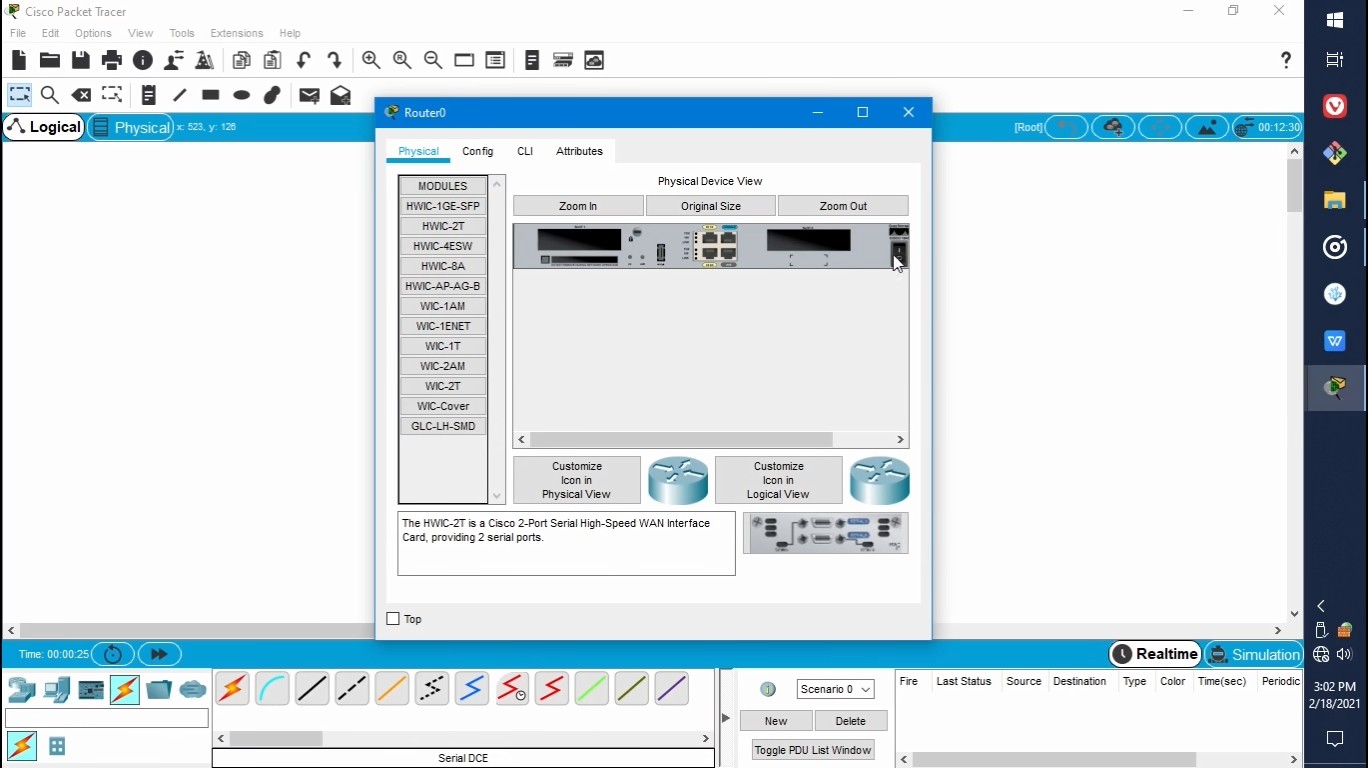 Cisco Packet Tracer
File Edit Options View Tools Extensions Help
Logical
Physical
x: 523, y: 126
[Root]
00:12:30
Router0
Physical Config CLI Attributes
MODULES
HWIC-1GE-SFP
HWIC-2T
HWIC-4ESW
HWIC-8A
HWIC-AP-AG-B
WIC-1AM
WIC-1ENET
WIC-1T
WIC-2AM
WIC-2T
WIC-Cover
GLC-LH-SMD
Physical Device View
Zoom In
Original Size
Zoom Out
Customize
Icon in
Physical View
Customize
Icon in
Logical View
The HWIC-2T is a Cisco 2-Port Serial High-Speed WAN Interface
Card, providing 2 serial ports.
Top
Time: 00:00:25
Realtime
Simulation
Serial DCE
Scenario 0
New
Delete
Toggle PDU List Window
Fire Last Status Source Destination Type Color Time(sec) Periodic
3:02 PM
2/18/2021